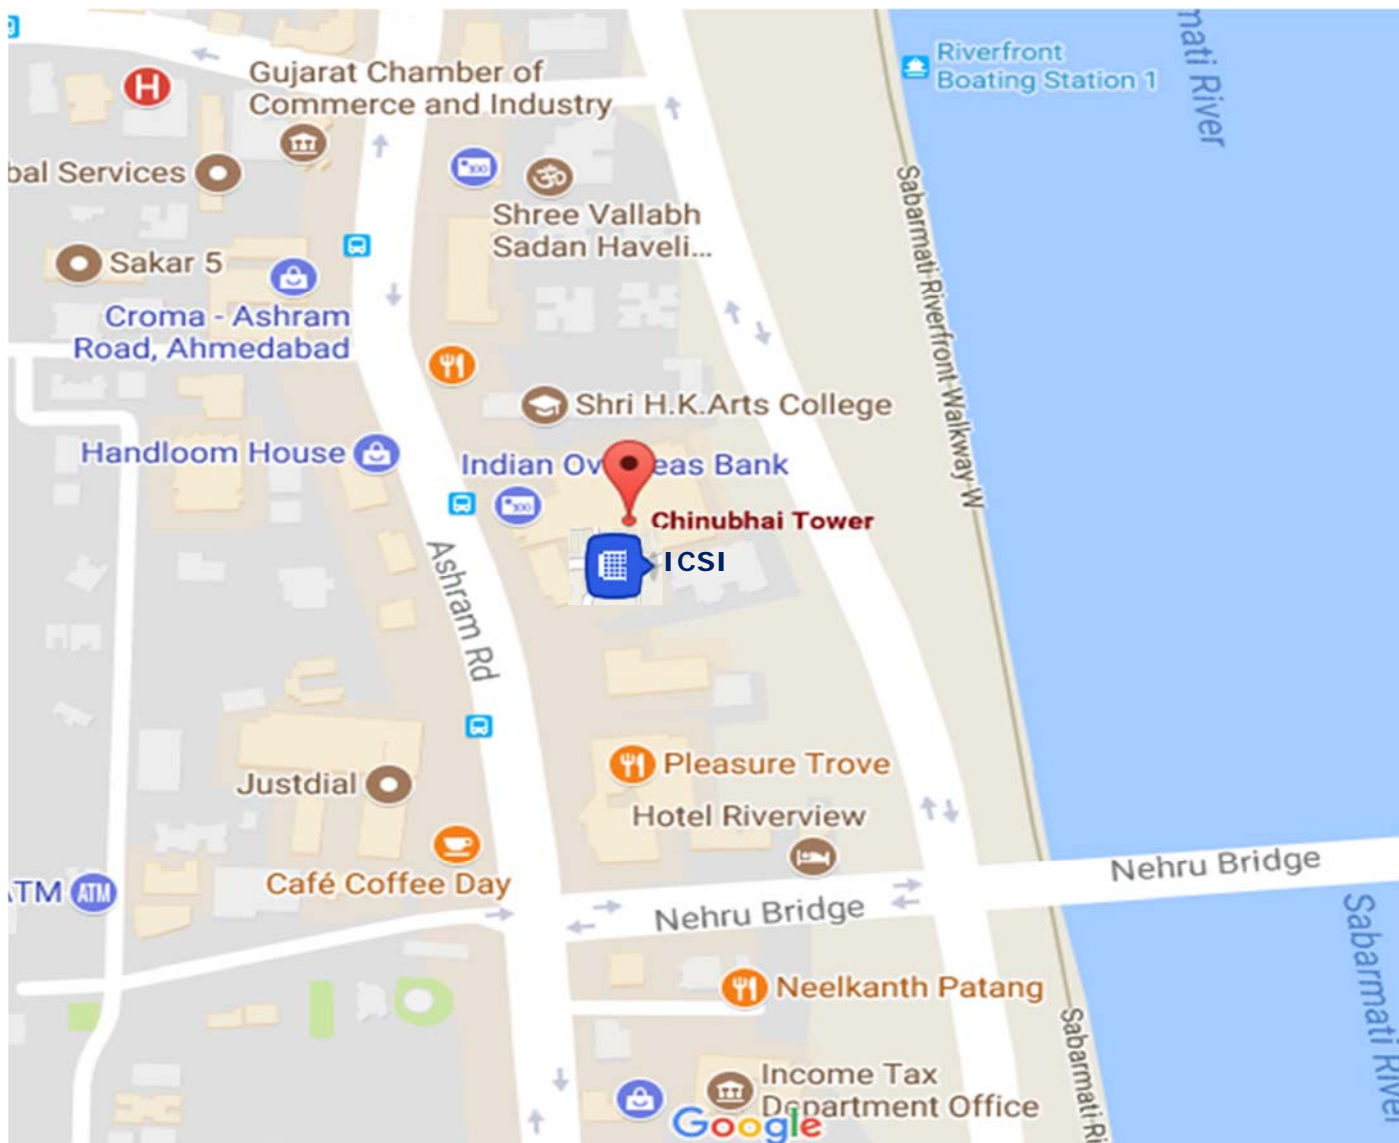 mati River
Riverfront
Boating Station 1
H
Gujarat Chamber of
Commerce and Industry
bal Services
Shree Vallabh
Sadan Haveli...
Sabarmati Riverfront Walkway W
Sakar 5
Croma - Ashram
Road, Ahmedabad
Shri H.K.Arts College
Handloom House
Indian Ov eas Bank
Chinubhai Tower
ICSI
Ashram Rd
Pleasure Trove
Justdial
Hotel Riverview
Café Coffee Day
Nehru Bridge
ATM
ATM
Nehru Bridge
Sabarmati River
Neelkanth Patang
Sabarmati Ri
Income Tax
Department Office
Google